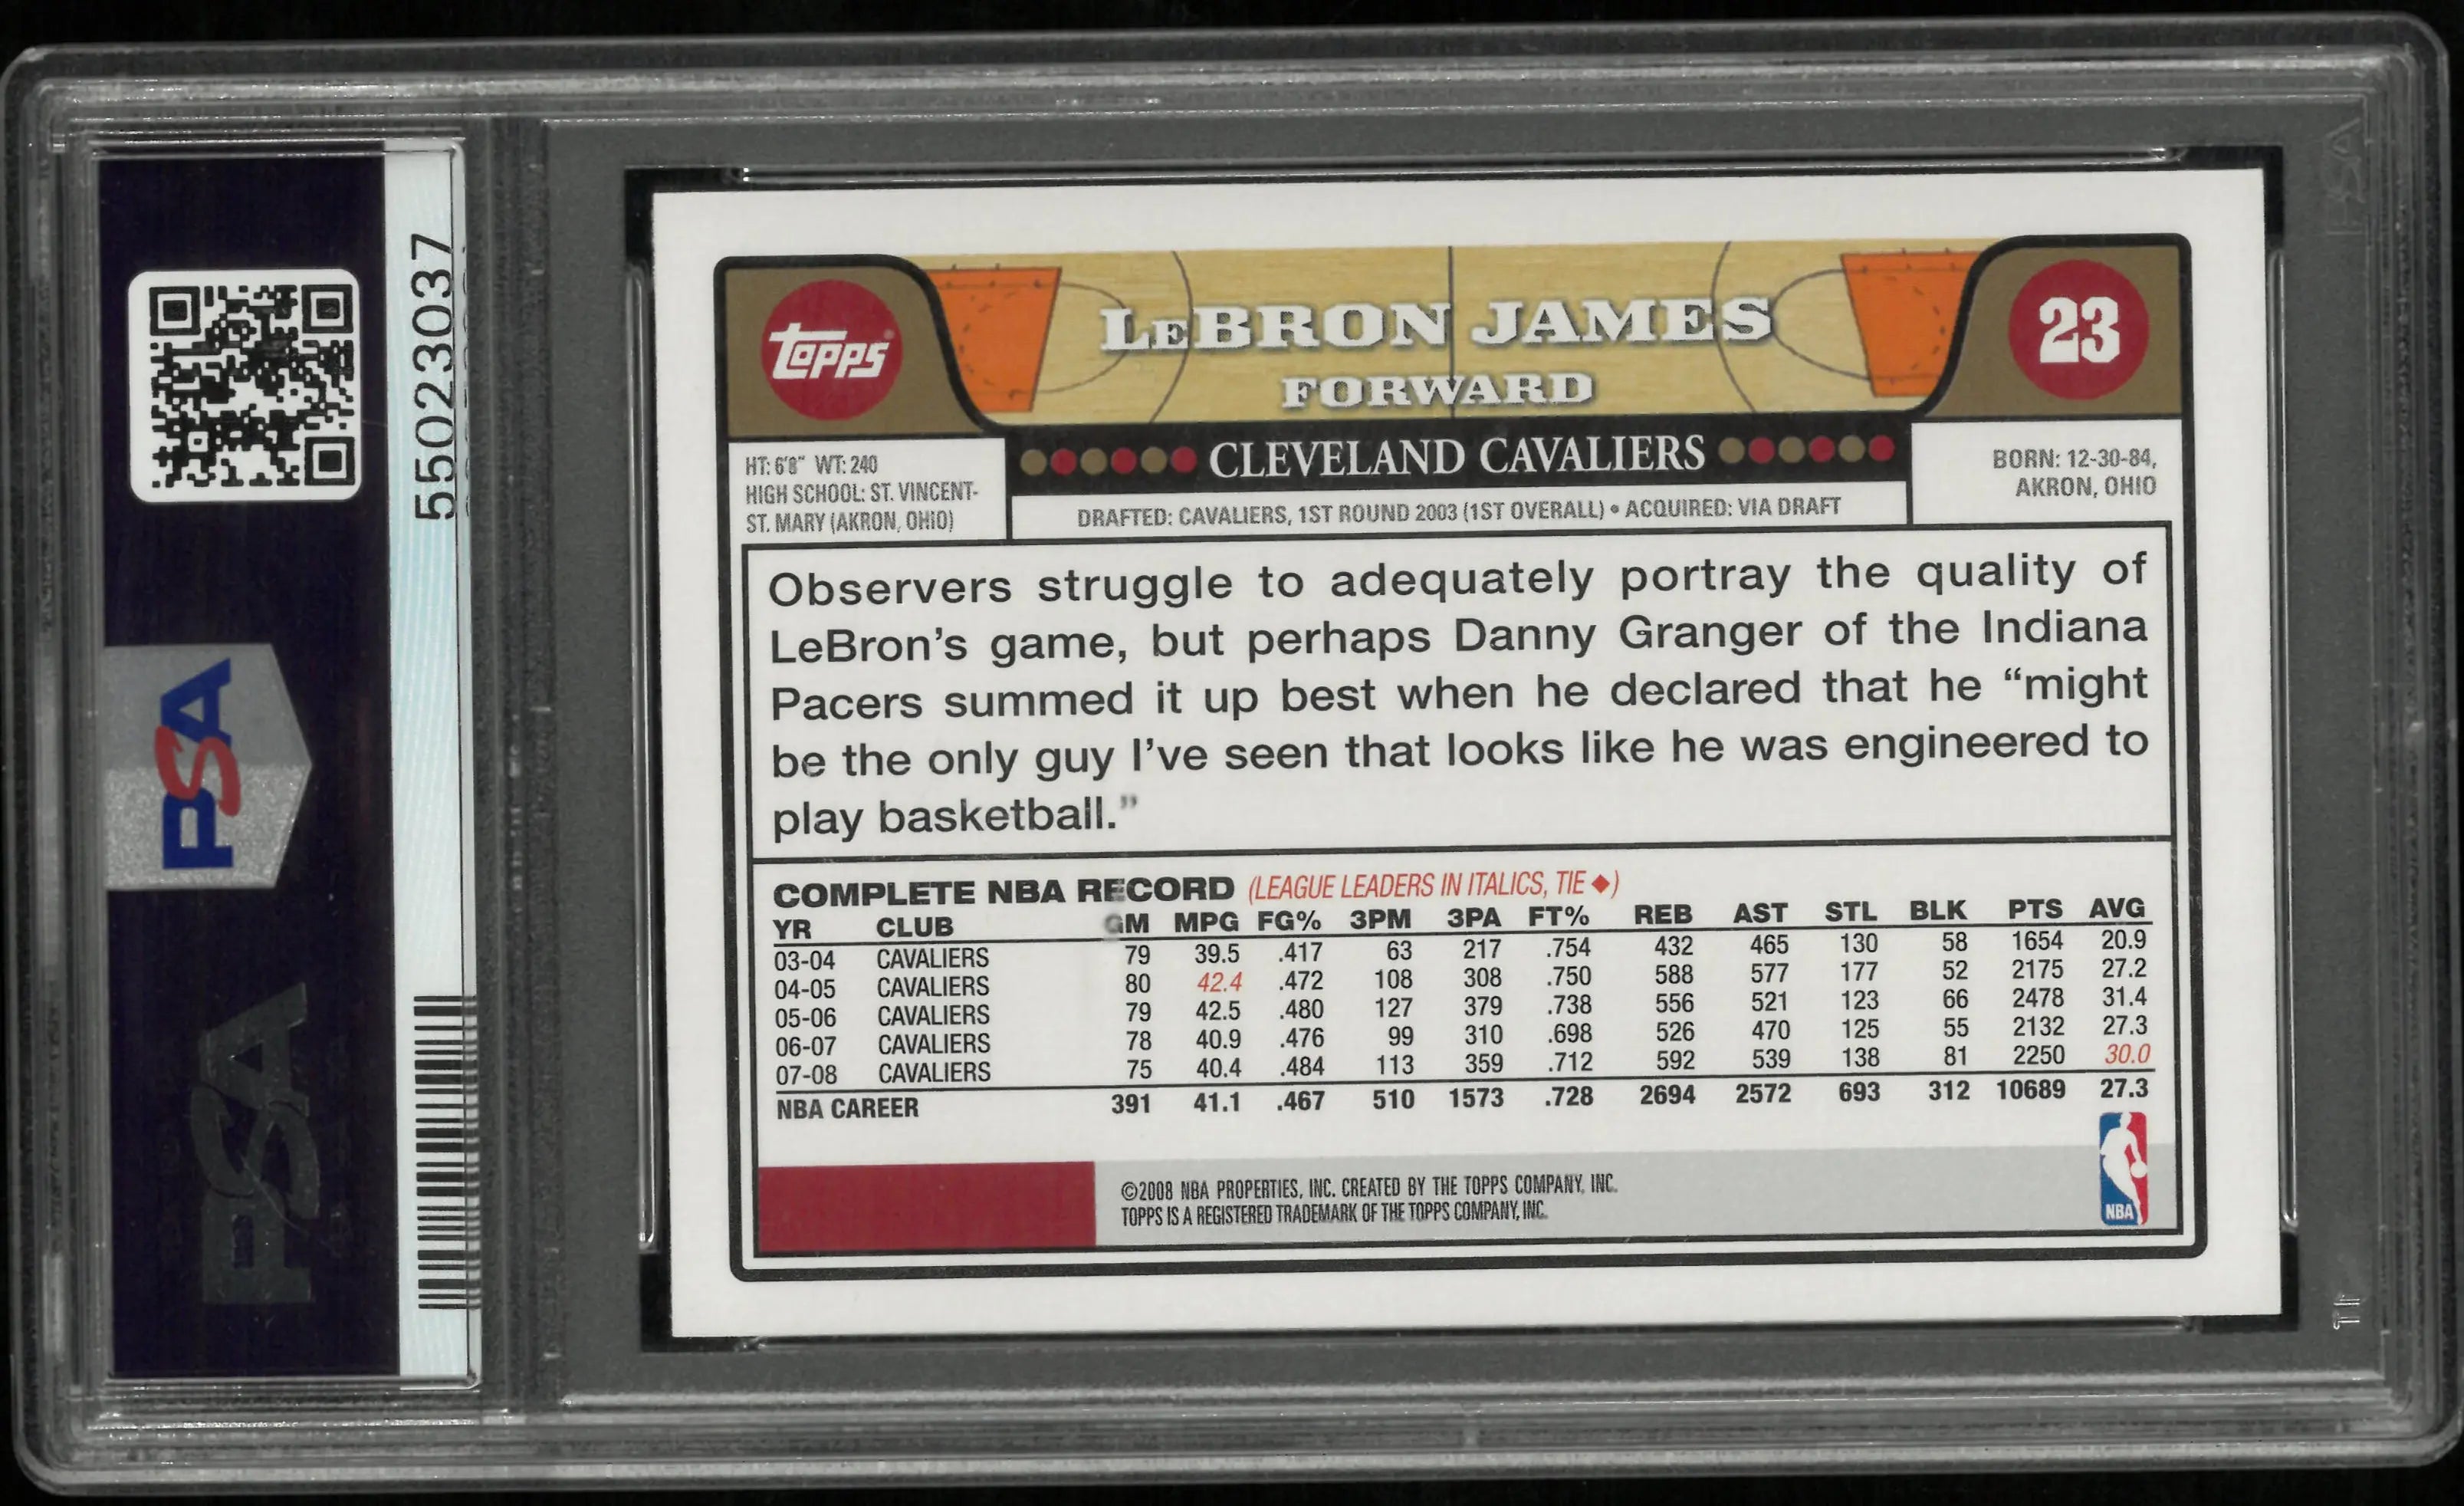 55023037
PSA
PSA
TOPPS
LeBRON JAMES
FORWARD
23
CLEVELAND CAVALIERS
HT: 6'8" WT: 240
HIGH SCHOOL: ST. VINCENT-
ST. MARY (AKRON, OHIO)
DRAFTED: CAVALIERS, 1ST ROUND 2003 (1ST OVERALL) • ACQUIRED: VIA DRAFT
BORN: 12-30-84,
AKRON, OHIO
Observers struggle to adequately portray the quality of
LeBron's game, but perhaps Danny Granger of the Indiana
Pacers summed it up best when he declared that he “might
be the only guy I've seen that looks like he was engineered to
play basketball.”
COMPLETE NBA RECORD (LEAGUE LEADERS IN ITALICS, TIE ◆)
YR CLUB GM MPG FG% 3PM 3PA FT% REB AST STL BLK PTS AVG
03-04 CAVALIERS 79 39.5 .417 63 217 .754 432 465 130 58 1654 20.9
04-05 CAVALIERS 80 42.4 .472 108 308 .750 588 577 177 52 2175 27.2
05-06 CAVALIERS 79 42.5 .480 127 379 .738 556 521 123 66 2478 31.4
06-07 CAVALIERS 78 40.9 .476 99 310 .698 526 470 125 55 2132 27.3
07-08 CAVALIERS 75 40.4 .484 113 359 .712 592 539 138 81 2250 30.0
NBA CAREER 391 41.1 .467 510 1573 .728 2694 2572 693 312 10689 27.3
©2008 NBA PROPERTIES, INC. CREATED BY THE TOPPS COMPANY, INC.
TOPPS IS A REGISTERED TRADEMARK OF THE TOPPS COMPANY, INC.
NBA
PSA